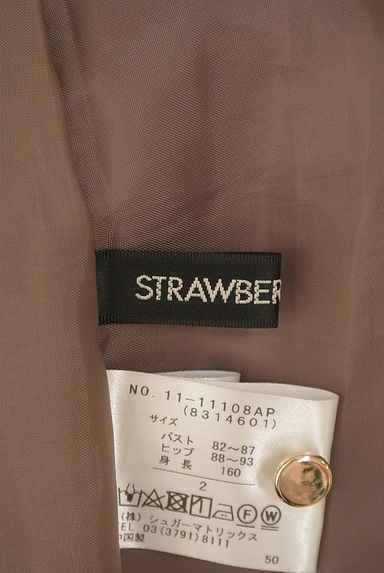 STRAWBER
NO. 11-11108AP
(8314601)
サイズ
バスト 82～87
ヒップ 88～93
身長 160
2
(株) シュガーマトリックス
TEL 03(3791)8111
中国製
50